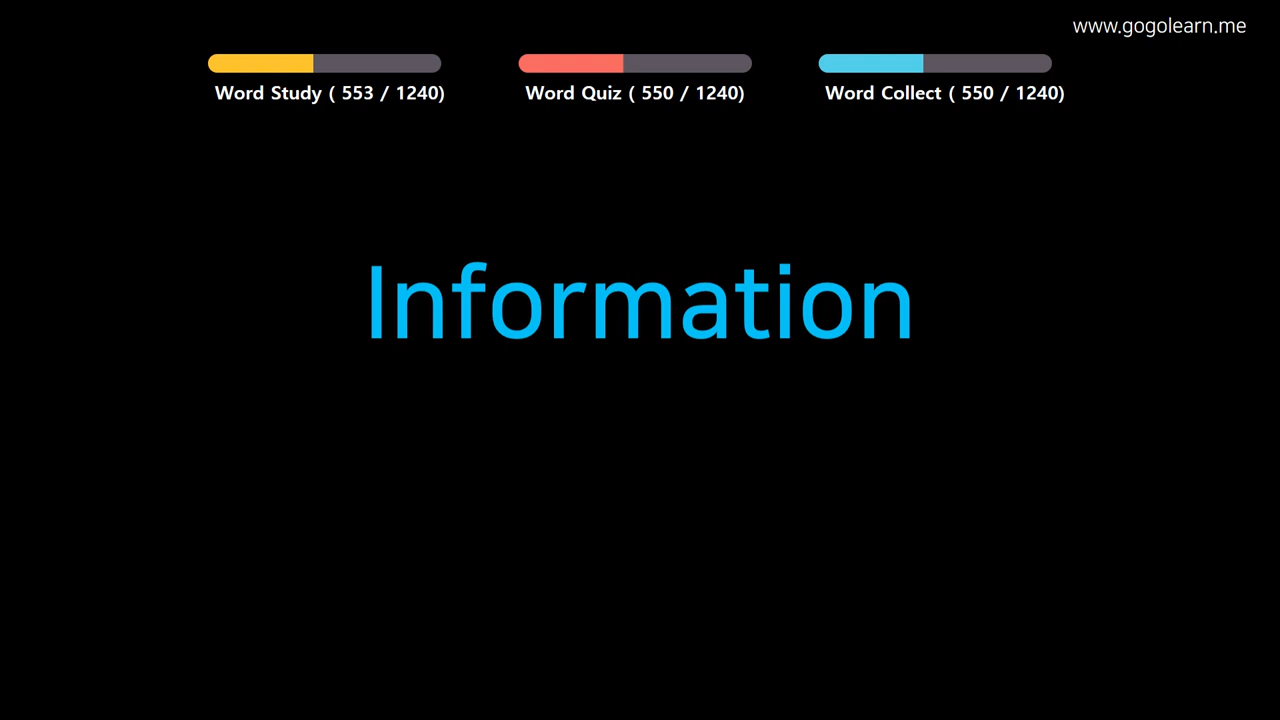 www.gogolearn.me
Word Study ( 553 / 1240)
Word Quiz ( 550 / 1240)
Word Collect ( 550 / 1240)
Information